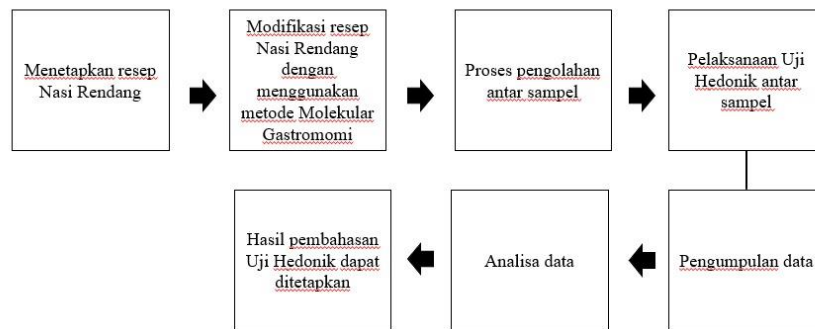 Menetapkan resep
Nasi Rendang
Modifikasi resep
Nasi Rendang
dengan
menggunakan
metode Molekular
Gastromomi
Proses pengolahan
antar sampel
Pelaksanaan Uji
Hedonik antar
sampel
Pengumpulan data
Analisa data
Hasil pembahasan
Uji Hedonik dapat
ditetapkan